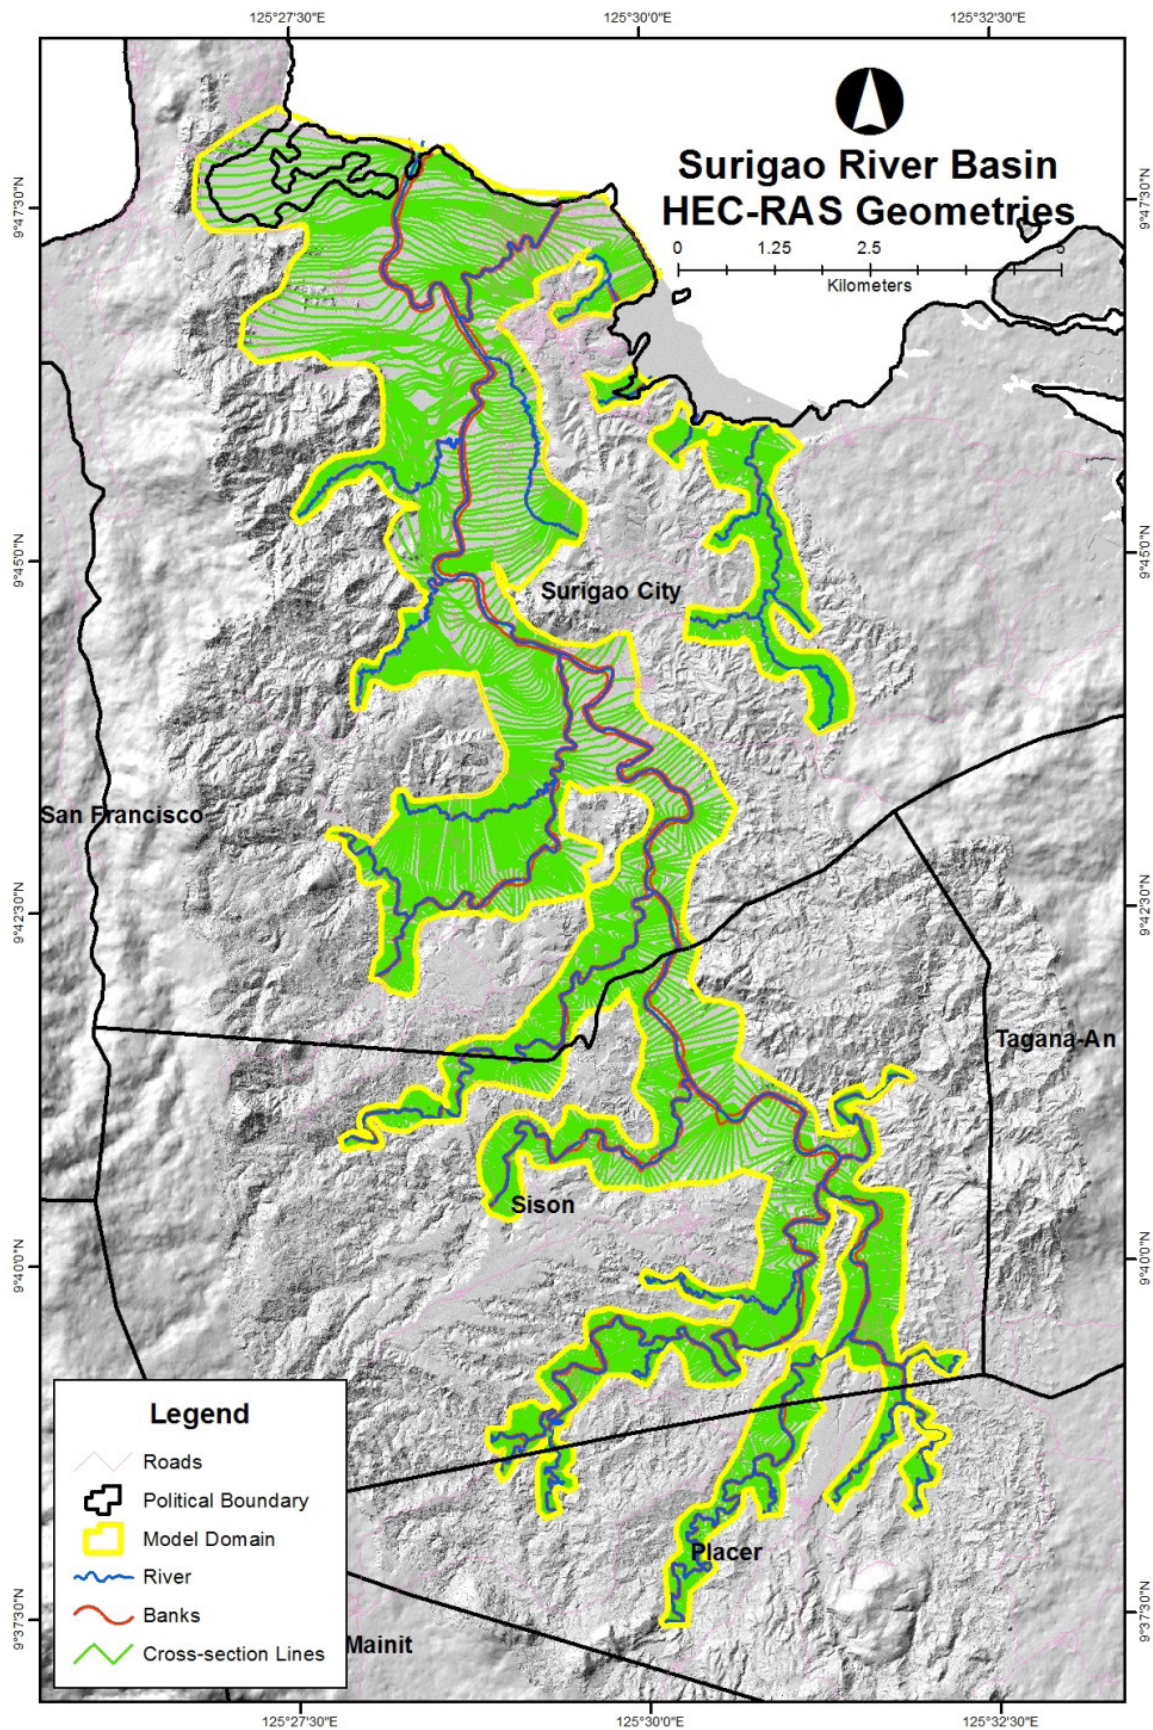 125°27'30"E 125°30'0"E 125°32'30"E
Surigao River Basin
HEC-RAS Geometries
0 1.25 2.5 5
Kilometers
9°47'30"N 9°47'30"N
9°45'0"N 9°45'0"N
Surigao City
San Francisco
9°42'30"N 9°42'30"N
Tagana-An
Sison
9°40'0"N 9°40'0"N
Legend
Roads
Political Boundary
Model Domain
River
Banks
Cross-section Lines
Placer
9°37'30"N 9°37'30"N
Mainit
125°27'30"E 125°30'0"E 125°32'30"E